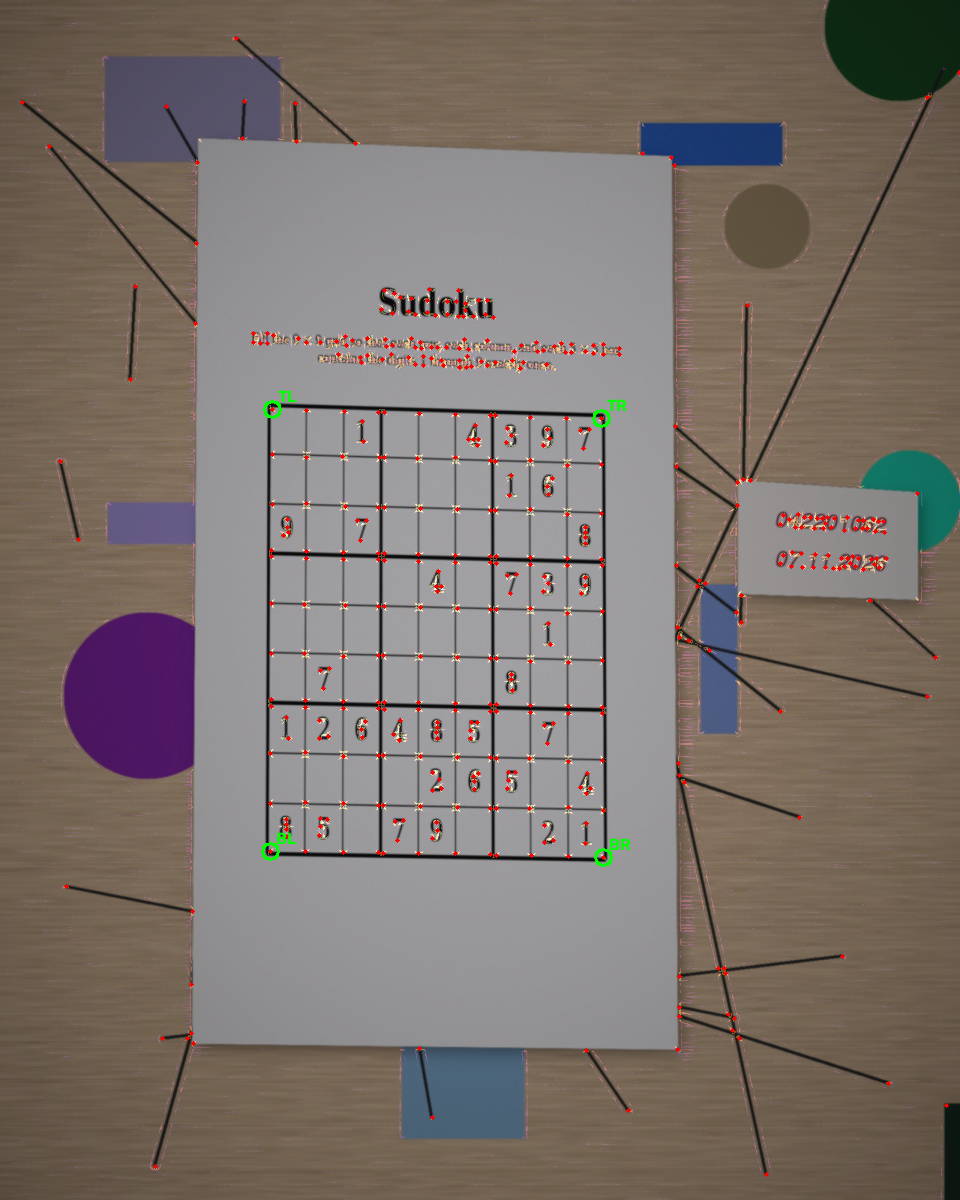 TL TR
Sudoku
Fill the 9 × 9 grid so that each row, each column, and each 3 × 3 box
contains the digits 1 through 9 exactly once.
1 4 3 9 7
1 6
9 7 8
4 7 3 9
1
7 8
1 2 6 4 8 5 7
2 6 5 4
8 5 7 9 2 1
BL BR
07.11.2026